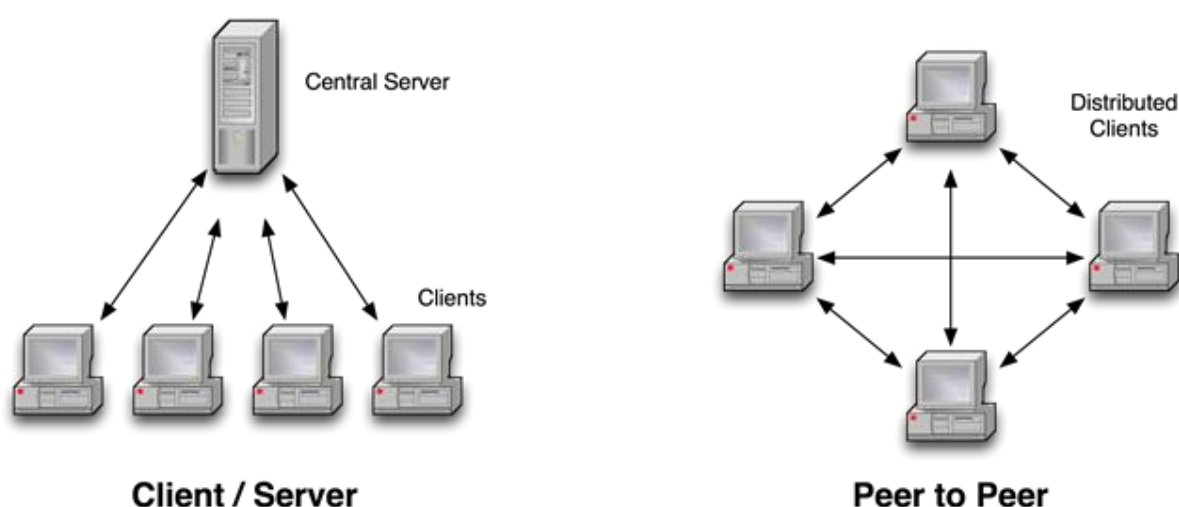 Central Server
Clients
Client / Server
Distributed
Clients
Peer to Peer